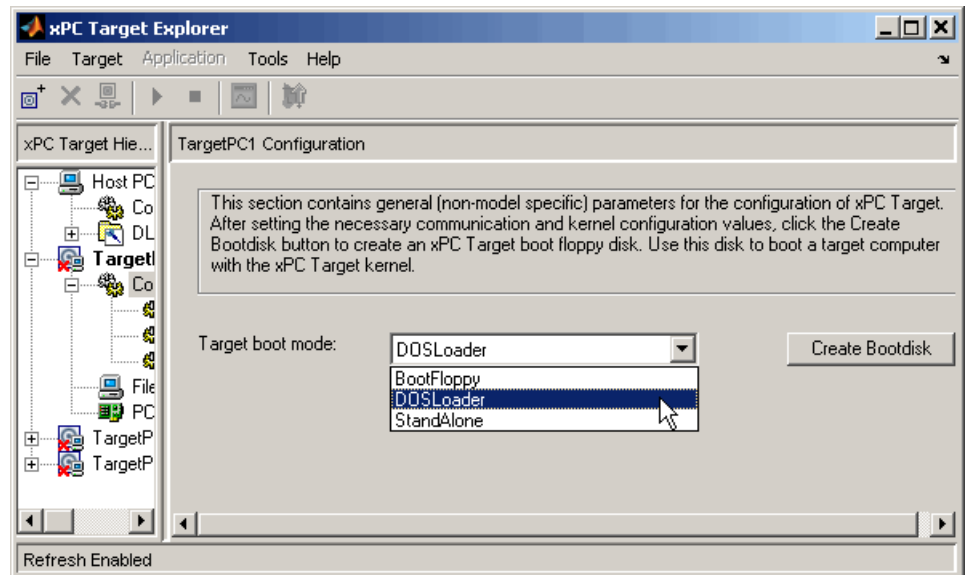 xPC Target Explorer
File Target Application Tools Help
xPC Target Hie...
TargetPC1 Configuration
Host PC
Co
DL
Target
Co
File
PC
TargetP
TargetP
This section contains general (non-model specific) parameters for the configuration of xPC Target.
After setting the necessary communication and kernel configuration values, click the Create
Bootdisk button to create an xPC Target boot floppy disk. Use this disk to boot a target computer
with the xPC Target kernel.
Target boot mode:
DOSLoader
Create Bootdisk
BootFloppy
DOSLoader
StandAlone
Refresh Enabled